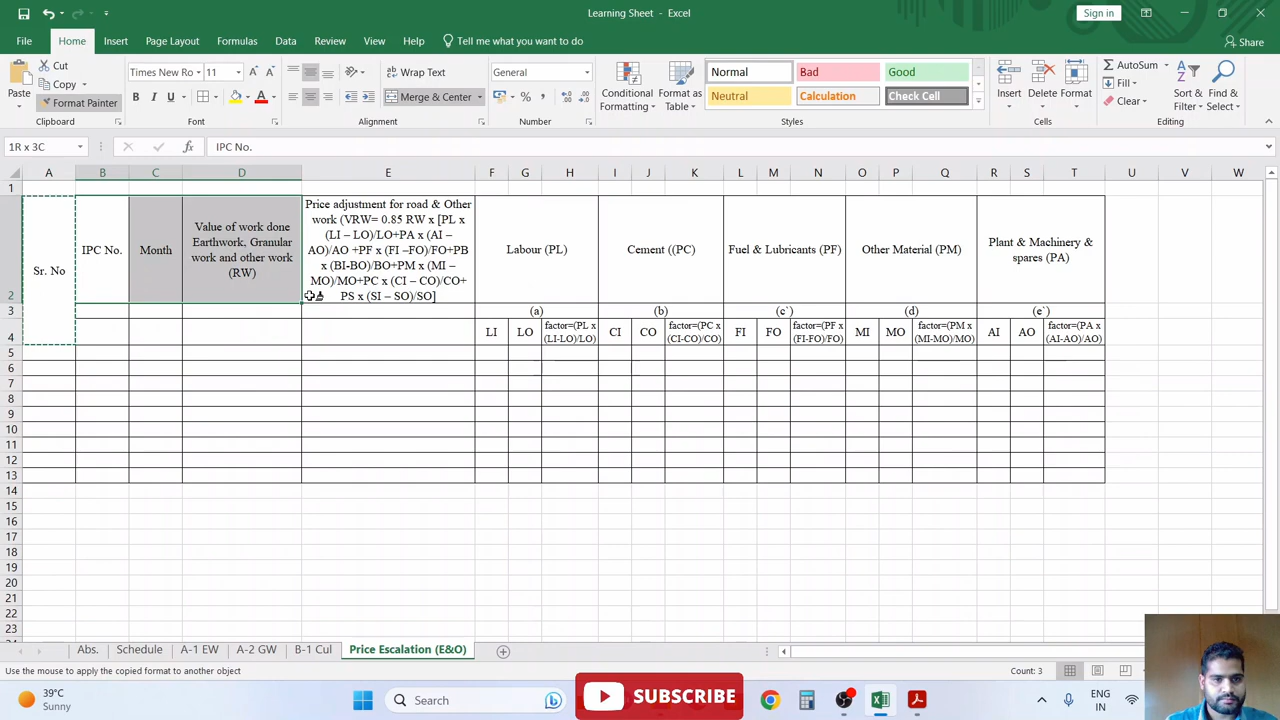 Learning Sheet - Excel
Sign in
File Home Insert Page Layout Formulas Data Review View Help Tell me what you want to do
Share
Paste
Cut
Copy
Format Painter
Clipboard
Times New Ro 11
B I U
Font
Wrap Text
Merge & Center
Alignment
General
Number
Conditional Formatting
Format as Table
Normal Bad Good
Neutral Calculation Check Cell
Styles
Insert Delete Format
Cells
AutoSum
Fill
Clear
Sort & Filter
Find & Select
Editing
1R x 3C
IPC No.
A B C D E F G H I J K L M N O P Q R S T U V W
1
2
Sr. No
IPC No.
Month
Value of work done
Earthwork, Granular
work and other work
(RW)
Price adjustment for road & Other
work (VRW= 0.85 RW x [PL x
(LI – LO)/LO+PA x (AI –
AO)/AO +PF x (FI –FO)/FO+PB
x (BI-BO)/BO+PM x (MI –
MO)/MO+PC x (CI – CO)/CO+
PS x (SI – SO)/SO]
Labour (PL)
Cement ((PC)
Fuel & Lubricants (PF)
Other Material (PM)
Plant & Machinery &
spares (PA)
3
(a) (b) (c`) (d) (e`)
4
LI LO factor=(PL x
(LI-LO)/LO
CI CO factor=(PC x
(CI-CO)/CO
FI FO factor=(PF x
(FI-FO)/FO
MI MO factor=(PM x
(MI-MO)/MO
AI AO factor=(PA x
(AI-AO)/AO
5
6
7
8
9
10
11
12
13
14
15
16
17
18
19
20
21
22
23
Abs. Schedule A-1 EW A-2 GW B-1 Cul Price Escalation (E&O)
Use the mouse to apply the copied format to another object
Count: 3
39°C
Sunny
Search
SUBSCRIBE
ENG
IN